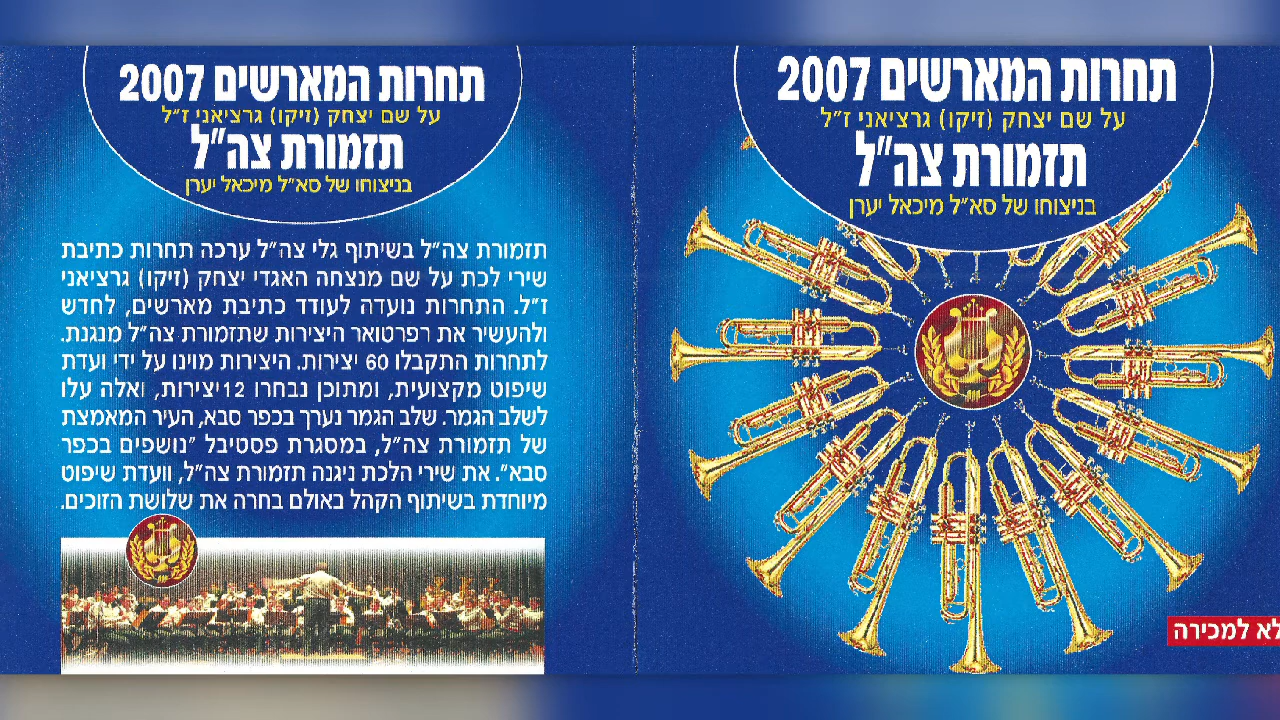 תחרות המארשים 2007
על שם יצחק (זיקו) גרציאני ז״ל
תזמורת צה״ל
בניצוחו של סא״ל מיכאל יערן
תחרות המארשים 2007
על שם יצחק (זיקו) גרציאני ז״ל
תזמורת צה״ל
בניצוחו של סא״ל מיכאל יערן
לא למכירה
תזמורת צה״ל בשיתוף גלי צה״ל ערכה תחרות כתיבת
שירי לכת על שם מנצחה האגדי יצחק (זיקו) גרציאני
ז״ל. התחרות נועדה לעודד כתיבת מארשים, לחדש
ולהעשיר את רפרטואר היצירות שתזמורת צה״ל מנגנת.
לתחרות התקבלו 60 יצירות. היצירות מוינו על ידי ועדת
שיפוט מקצועית, ומתוכן נבחרו 12יצירות, ואלה עלו
לשלב הגמר. שלב הגמר נערך בכפר סבא, העיר המאמצת
של תזמורת צה״ל, במסגרת פסטיבל ״נושפים בכפר
סבא״. את שירי הלכת ניגנה תזמורת צה״ל, וועדת שיפוט
מיוחדת בשיתוף הקהל באולם בחרה את שלושת הזוכים.